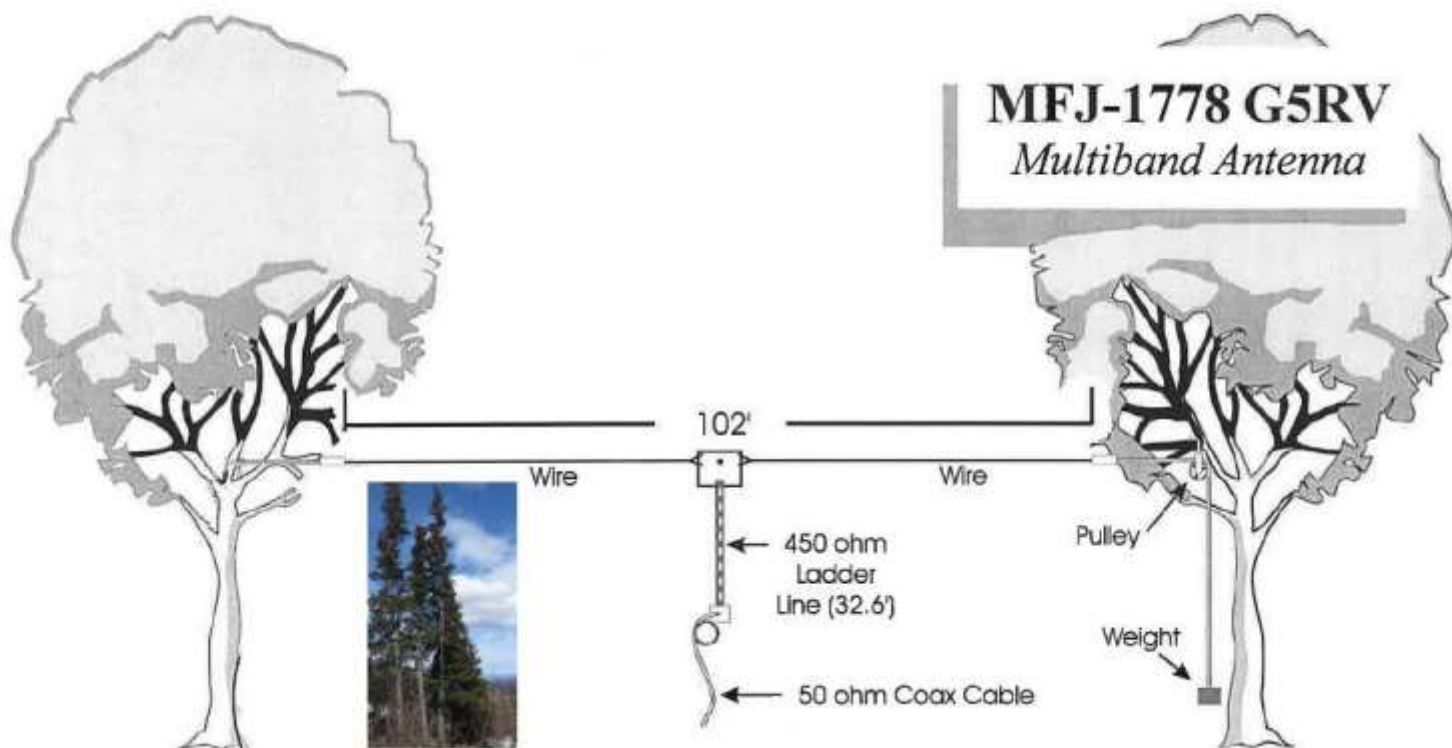 MFJ-1778 G5RV
Multiband Antenna
102'
Wire
Wire
450 ohm
Ladder
Line (32.6')
50 ohm Coax Cable
Pulley
Weight